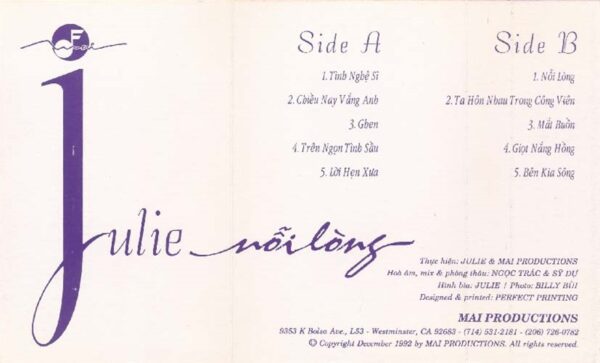 Mai
Julie nỗi lòng
Side A
1. Tình Nghệ Sĩ
2. Chiều Nay Vắng Anh
3. Ghen
4. Trên Ngọn Tình Sầu
5. Lời Hẹn Xưa
Side B
1. Nỗi Lòng
2. Ta Hôn Nhau Trong Công Viên
3. Mắt Buồn
4. Giọt Nắng Hồng
5. Bên Kia Sông
Thực hiện: JULIE & MAI PRODUCTIONS
Hoà âm, mix & phòng thâu: NGỌC TRÁC & SỸ DỰ
Hình bìa: JULIE / Photo: BILLY BÙI
Designed & printed: PERFECT PRINTING
MAI PRODUCTIONS
9353 K Bolsa Ave., L53 - Westminster, CA 92683 - (714) 531-2181 - (206) 726-0782
© Copyright December 1992 by MAI PRODUCTIONS. All rights reserved.